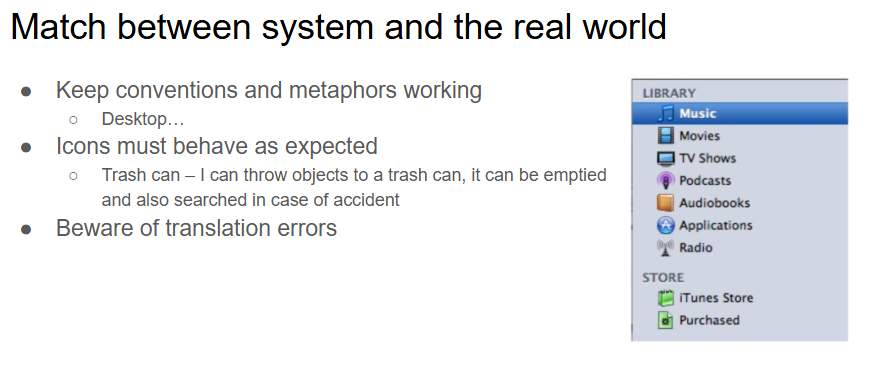 Match between system and the real world
● Keep conventions and metaphors working
○ Desktop…
● Icons must behave as expected
○ Trash can – I can throw objects to a trash can, it can be emptied
and also searched in case of accident
● Beware of translation errors
LIBRARY
Music
Movies
TV Shows
Podcasts
Audiobooks
Applications
Radio
STORE
iTunes Store
Purchased